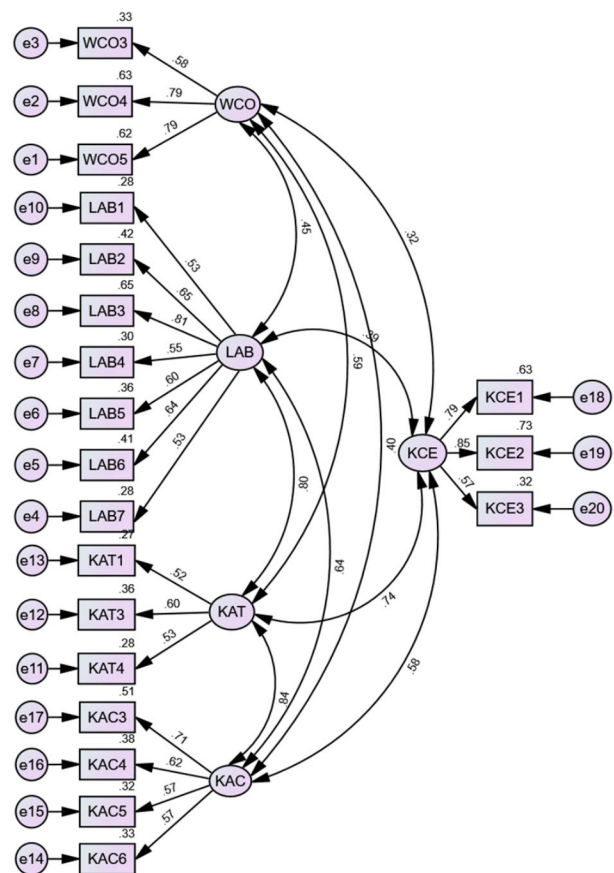 .33
e3 WCO3
.58
.63
e2 WCO4 .79 WCO
.62 .79
e1 WCO5
.28
e10 LAB1
.42 .53 .45 .32
e9 LAB2
.65 .65
e8 LAB3 .81
.30
e7 LAB4 .55 LAB .39 .59
.36 .60
e6 LAB5 .63
.41 .64 .79 KCE1 e18
e5 LAB6 .40 .73
.28 .53 KCE .85 KCE2 e19
e4 LAB7 .80 .57 .32
.27 KCE3 e20
e13 KAT1
.36 .52 .64
e12 KAT3 .60 KAT .74
.28 .53
e11 KAT4
.51 .58
e17 KAC3 .84
.38 .71
e16 KAC4 .62 KAC
.32 .57
e15 KAC5
.33 .57
e14 KAC6